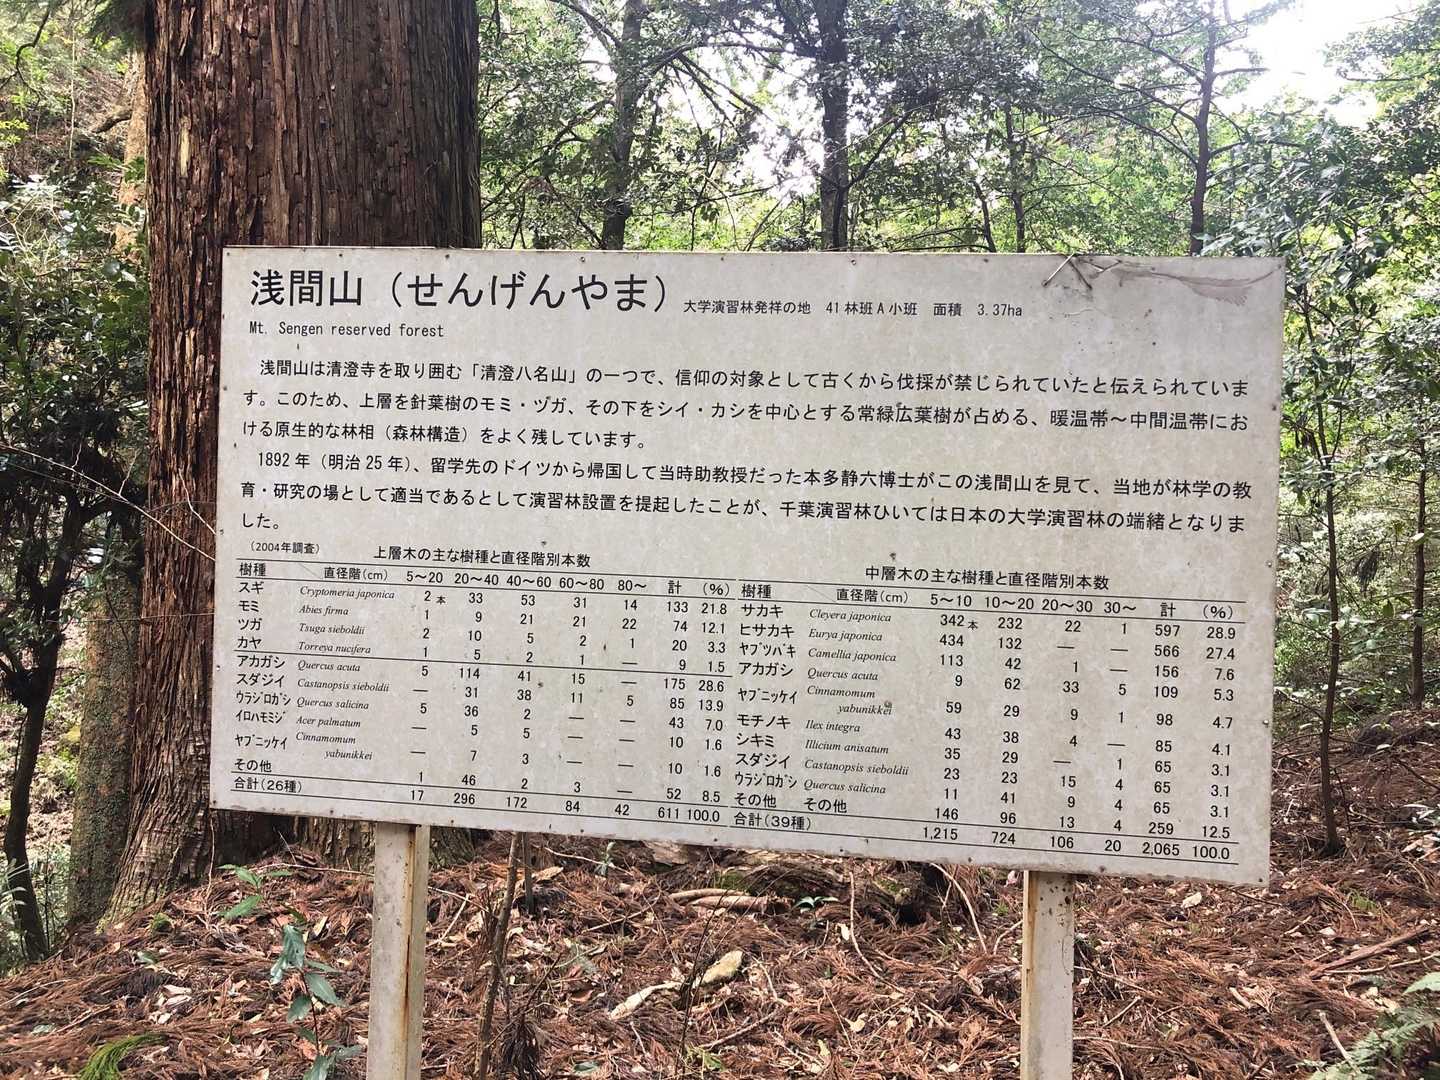 浅間山（せんげんやま）大学演習林発祥の地　41林班A小班　面積　3.37ha
Mt. Sengen reserved forest
浅間山は清澄寺を取り囲む「清澄八名山」の一つで、信仰の対象として古くから伐採が禁じられていたと伝えられていま
す。このため、上層を針葉樹のモミ・ツガ、その下をシイ・カシを中心とする常緑広葉樹が占める、暖温帯～中間温帯にお
ける原生的な林相（森林構造）をよく残しています。
1892年（明治25年）、留学先のドイツから帰国して当時助教授だった本多静六博士がこの浅間山を見て、当地が林学の教
育・研究の場として適当であるとして演習林設置を提起したことが、千葉演習林ひいては日本の大学演習林の端緒となりま
した。
（2004年調査）　上層木の主な樹種と直径階別本数
樹種　直径階(cm)　5～20　20～40　40～60　60～80　80～　計　(%)
スギ　Cryptomeria japonica　2本　33　53　31　14　133　21.8
モミ　Abies firma　1　9　21　21　22　74　12.1
ツガ　Tsuga sieboldii　2　10　5　2　1　20　3.3
カヤ　Torreya nucifera　1　5　2　1　—　9　1.5
アカガシ　Quercus acuta　5　114　41　15　—　175　28.6
スダジイ　Castanopsis sieboldii　—　31　38　11　5　85　13.9
ウラジロガシ　Quercus salicina　5　36　2　—　—　43　7.0
イロハモミジ　Acer palmatum　—　5　5　—　—　10　1.6
ヤブニッケイ　Cinnamomum yabunikkei　—　7　3　—　—　10　1.6
その他　1　46　2　3　—　52　8.5
合計(26種)　17　296　172　84　42　611　100.0
中層木の主な樹種と直径階別本数
樹種　直径階(cm)　5～10　10～20　20～30　30～　計　(%)
サカキ　Cleyera japonica　342本　232　22　1　597　28.9
ヒサカキ　Eurya japonica　434　132　—　—　566　27.4
ヤブツバキ　Camellia japonica　113　42　1　—　156　7.6
アカガシ　Quercus acuta　9　62　33　5　109　5.3
ヤブニッケイ　Cinnamomum yabunikkei　59　29　9　1　98　4.7
モチノキ　Ilex integra　43　38　4　—　85　4.1
シキミ　Illicium anisatum　35　29　—　1　65　3.1
スダジイ　Castanopsis sieboldii　23　23　15　4　65　3.1
ウラジロガシ　Quercus salicina　11　41　9　4　65　3.1
その他　その他　146　96　13　4　259　12.5
合計(39種)　1,215　724　106　20　2,065　100.0